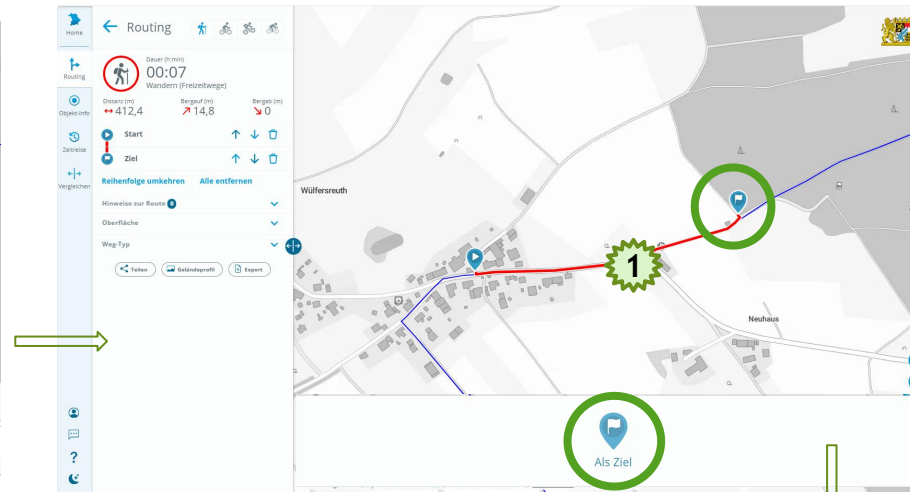 Home
Routing
Objekt-Info
Zeitreise
Vergleichen
?
Routing
Dauer (h:min)
00:07
Wandern (Freizeitwege)
Distanz (m) Bergauf (m) Bergab (m)
412,4 14,8 0
Start
Ziel
Reihenfolge umkehren Alle entfernen
Hinweise zur Route 0
Oberfläche
Weg-Typ
Teilen Geländeprofil Export
Wülfersreuth
1
Neuhaus
Als Ziel